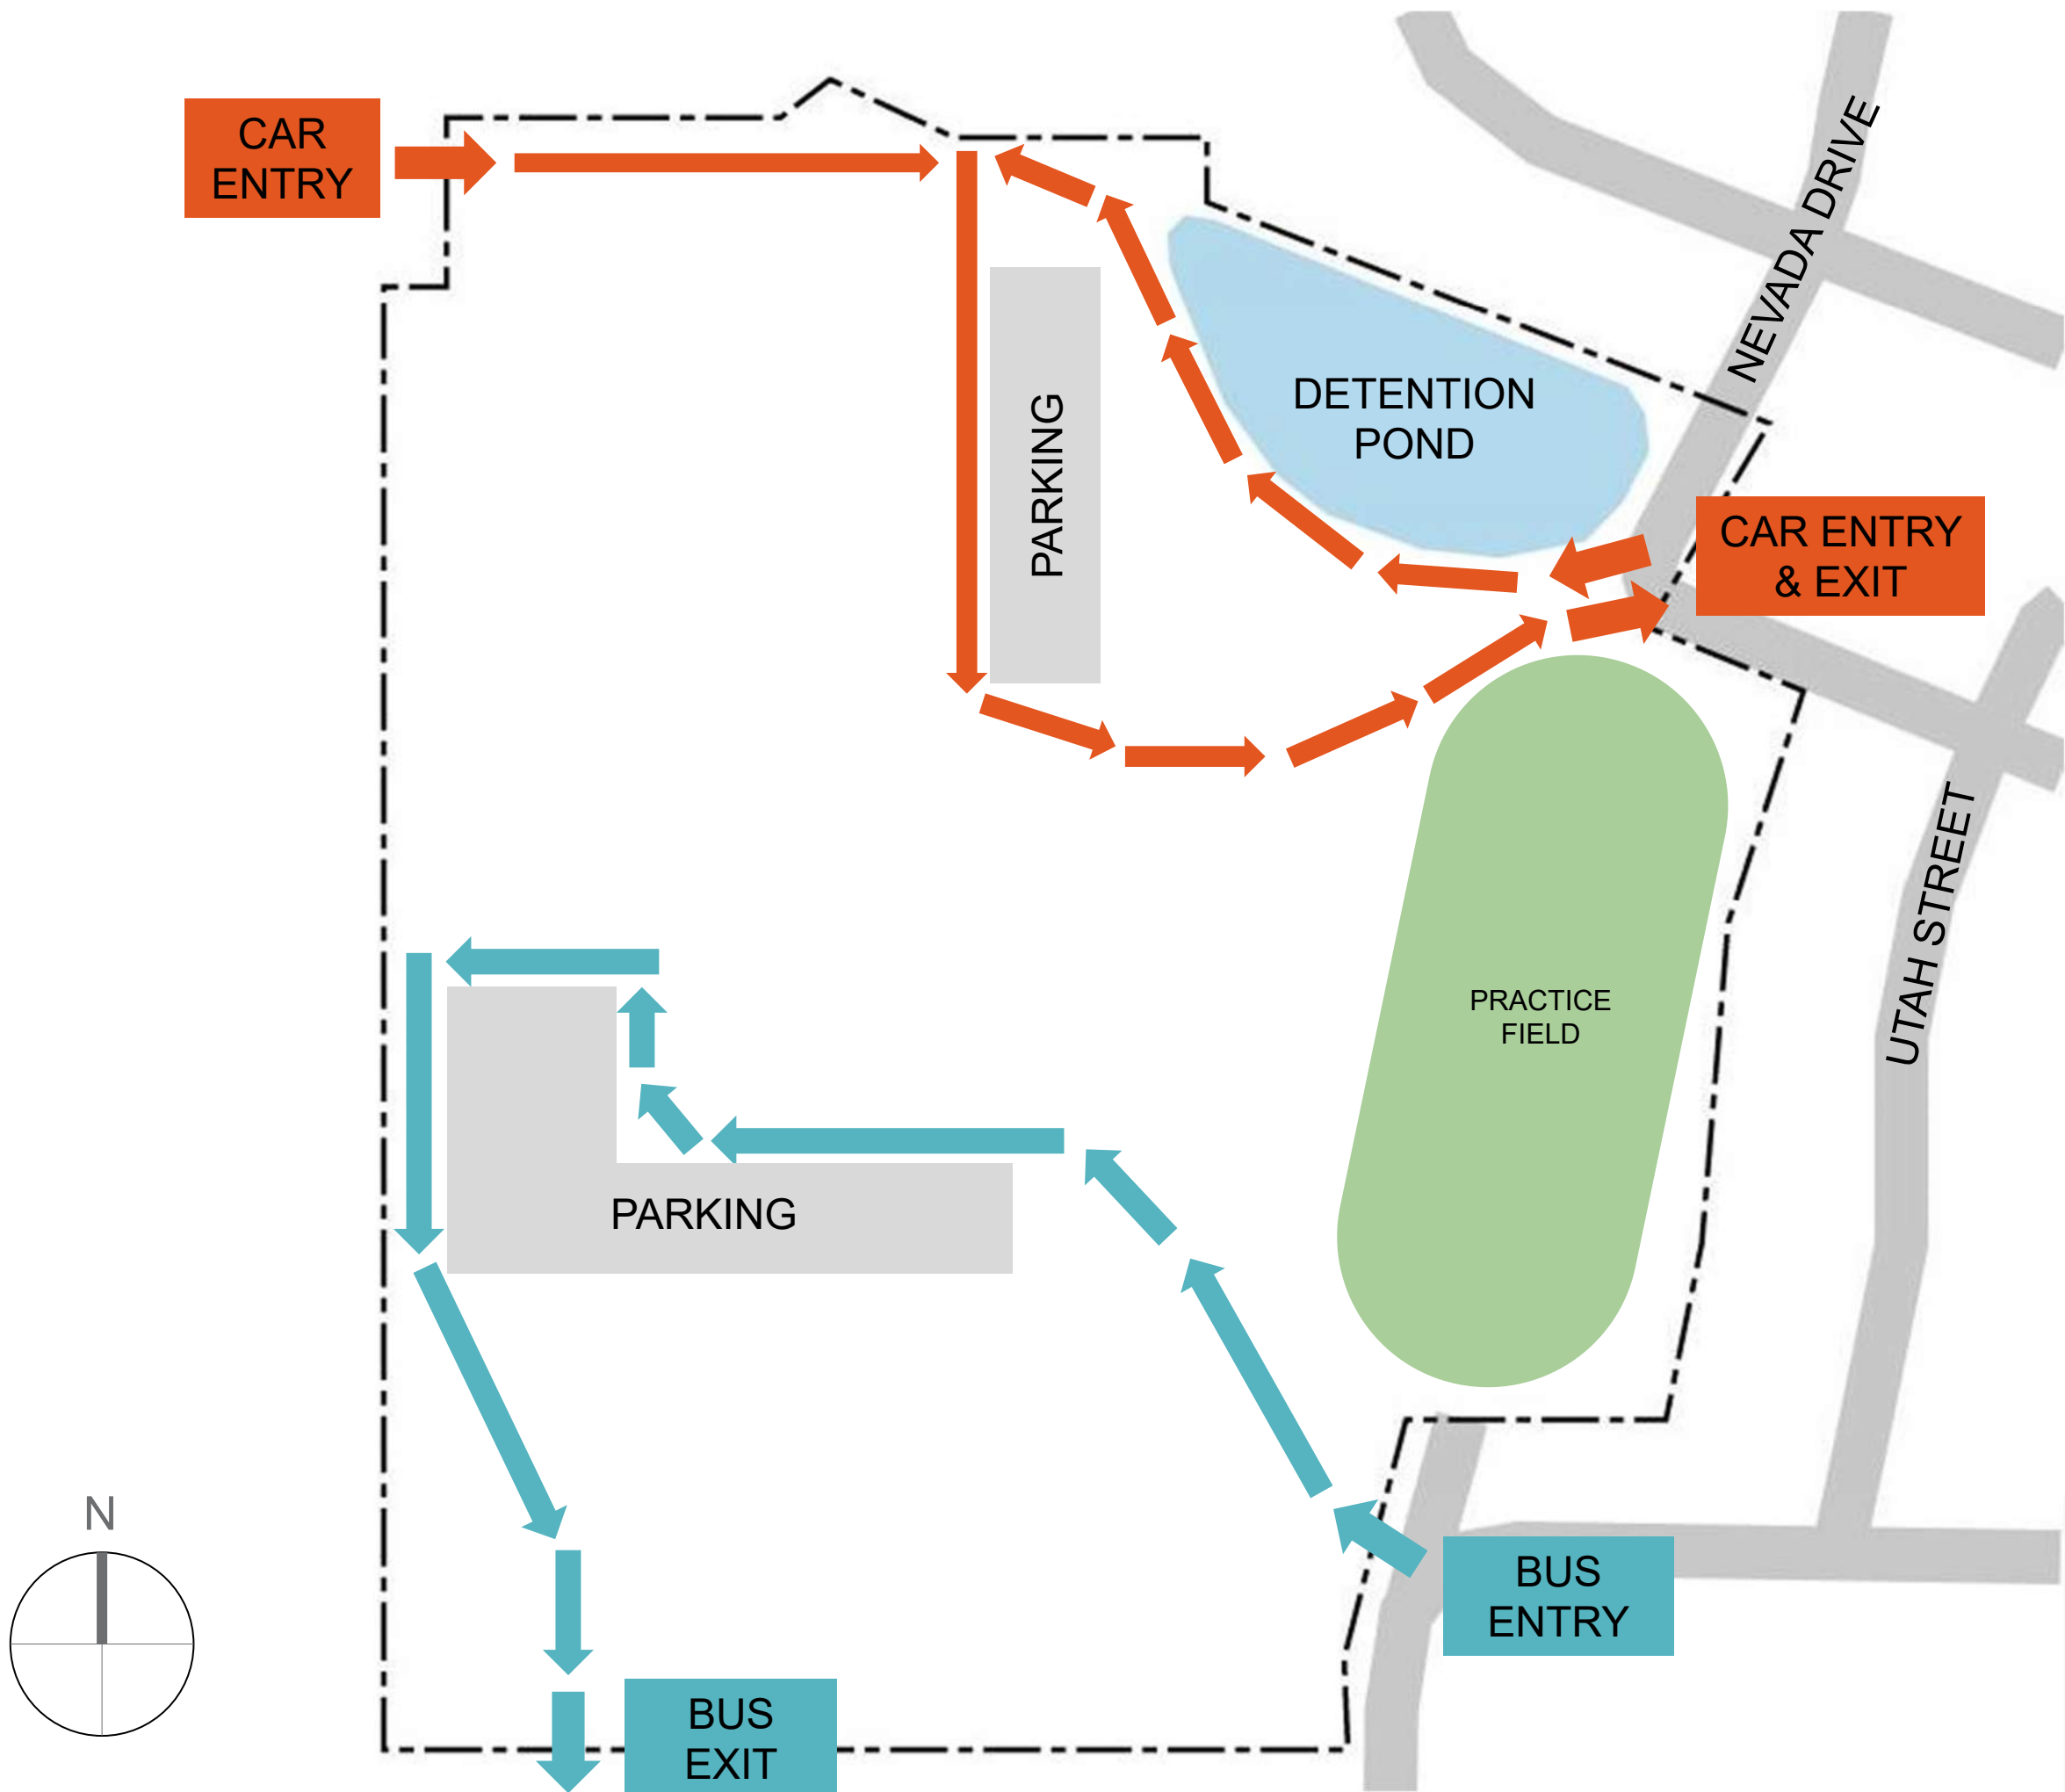 CAR
ENTRY
NEVADA DRIVE
DETENTION
POND
PARKING
CAR ENTRY
& EXIT
UTAH STREET
PRACTICE
FIELD
PARKING
N
BUS
ENTRY
BUS
EXIT